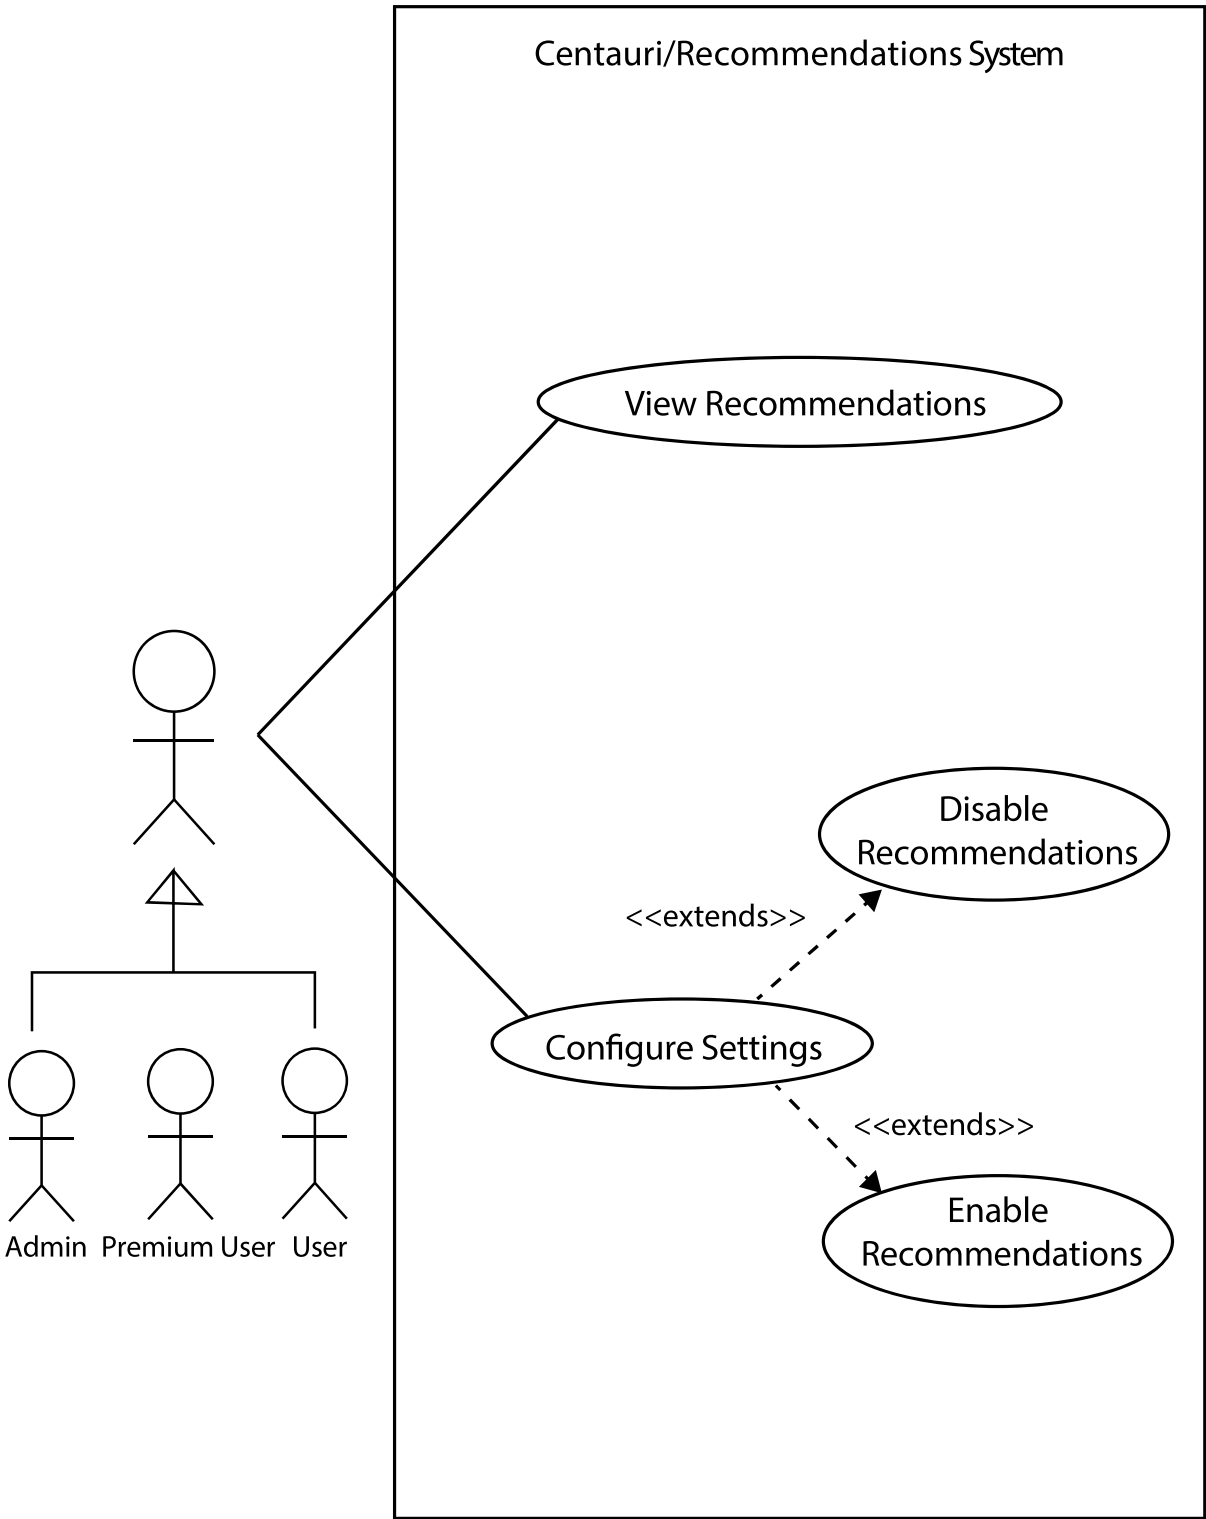 Centauri/Recommendations System
View Recommendations
Disable
Recommendations
<<extends>>
Configure Settings
<<extends>>
Enable
Recommendations
Admin
Premium User
User